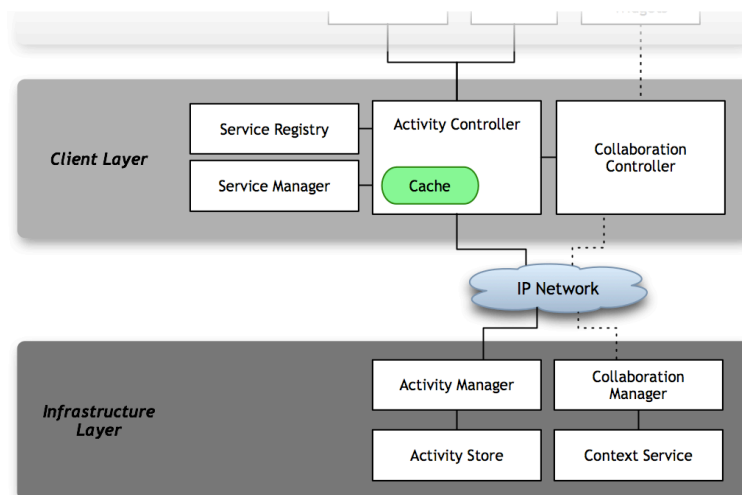 Client Layer
Service Registry
Service Manager
Activity Controller
Cache
Collaboration
Controller
IP Network
Infrastructure
Layer
Activity Manager
Collaboration
Manager
Activity Store
Context Service